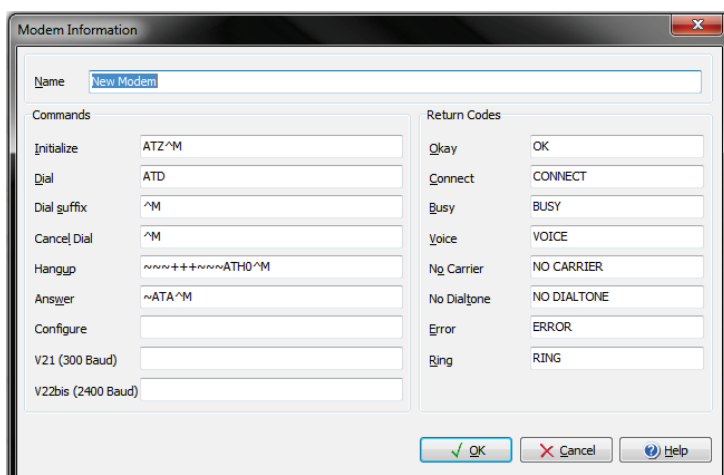 Modem Information
Name New Modem
Commands
Initialize ATZ^M
Dial ATD
Dial suffix ^M
Cancel Dial ^M
Hangup ~~~+++~~~ATH0^M
Answer ~ATA^M
Configure
V21 (300 Baud)
V22bis (2400 Baud)
Return Codes
Okay OK
Connect CONNECT
Busy BUSY
Voice VOICE
No Carrier NO CARRIER
No Dialtone NO DIALTONE
Error ERROR
Ring RING
OK Cancel Help